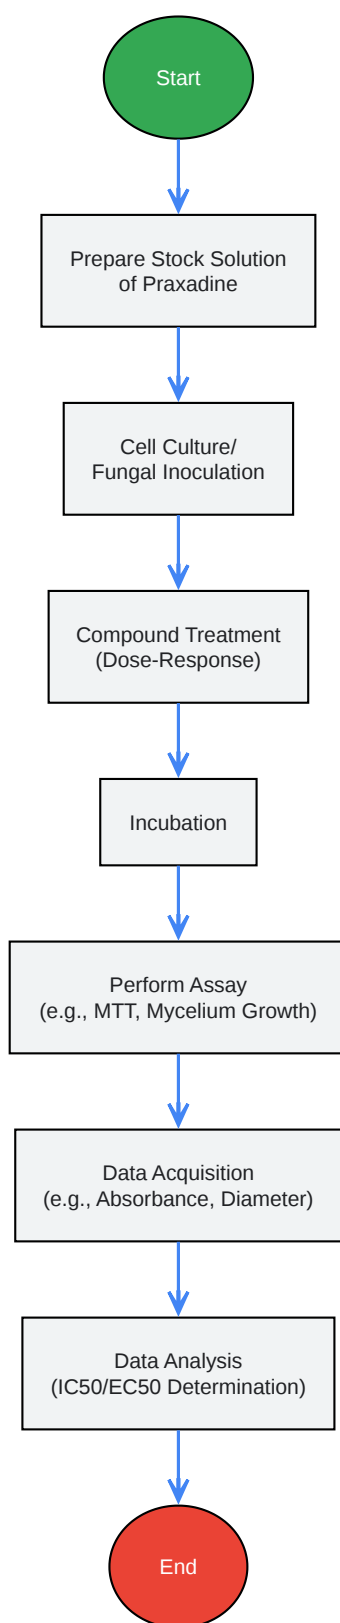 Start
Prepare Stock Solution
of Praxadine
Cell Culture/
Fungal Inoculation
Compound Treatment
(Dose-Response)
Incubation
Perform Assay
(e.g., MTT, Mycelium Growth)
Data Acquisition
(e.g., Absorbance, Diameter)
Data Analysis
(IC50/EC50 Determination)
End